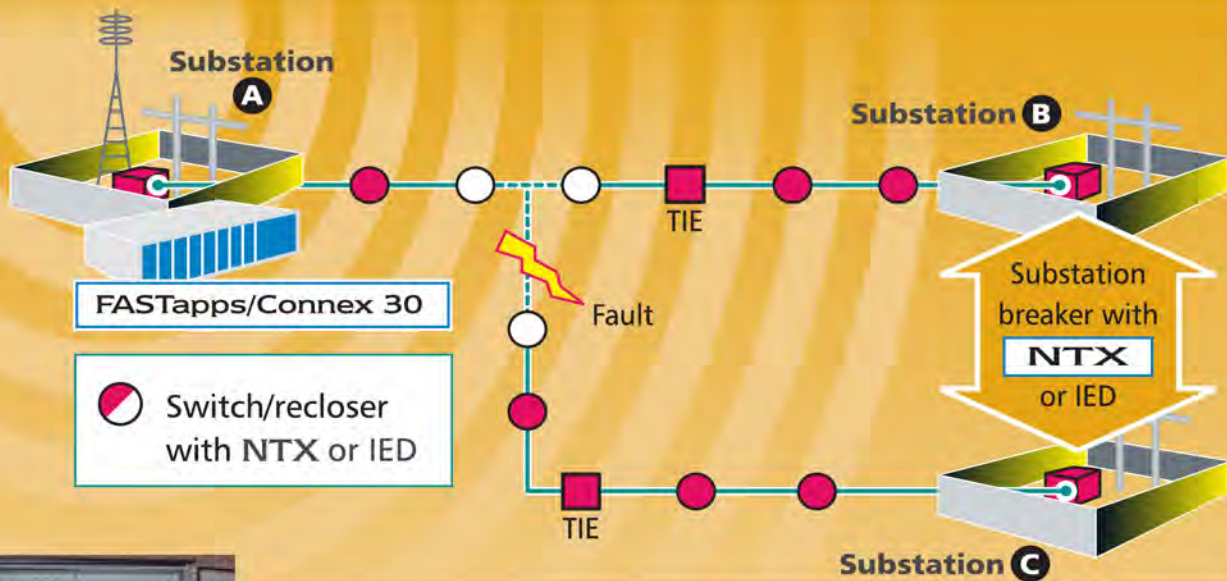 Substation
A
Substation B
TIE
FASTapps/Connex 30
Fault
Substation
breaker with
NTX
or IED
Switch/recloser
with NTX or IED
TIE
Substation C